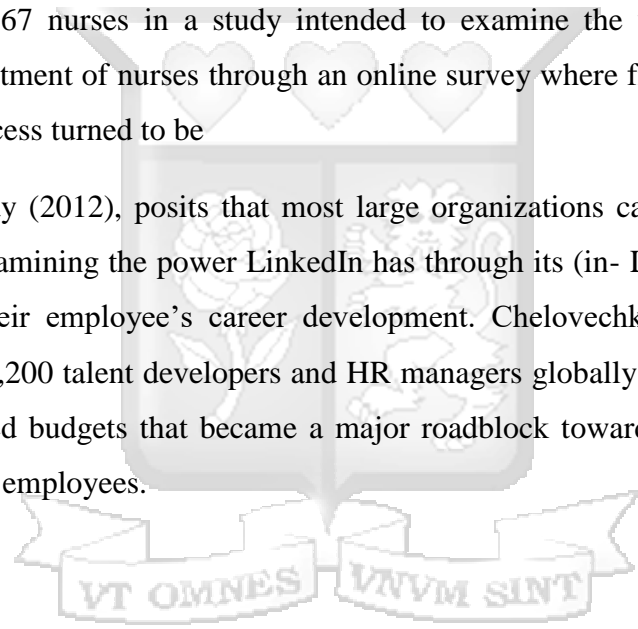 67 nurses in a study intended to examine the
tment of nurses through an online survey where f
cess turned to be
y (2012), posits that most large organizations ca
amining the power LinkedIn has through its (in- D
eir employee’s career development. Chelovechk
,200 talent developers and HR managers globally
d budgets that became a major roadblock towar
employees.
VT OMNES VNVM SINT